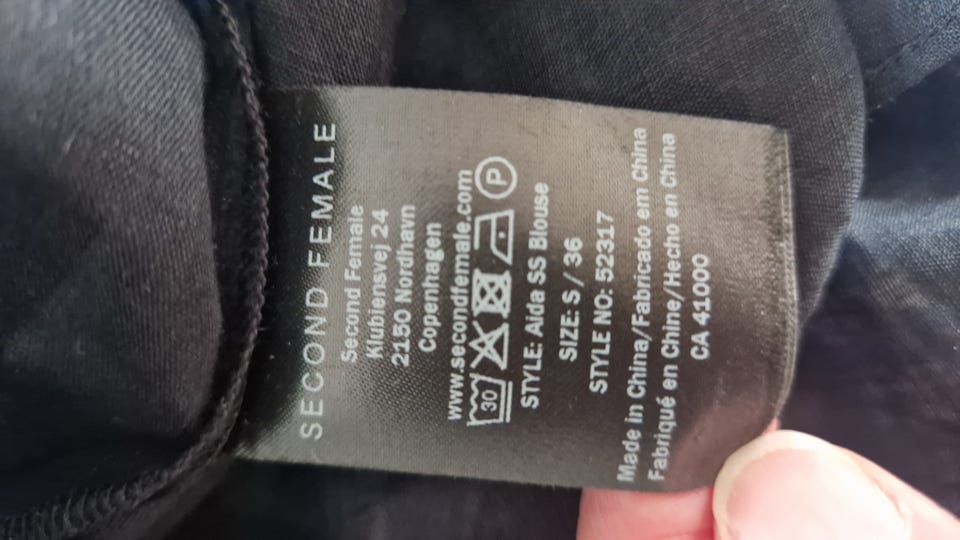 SECOND FEMALE
Second Female
Klubiensvej 24
2150 Nordhavn
Copenhagen
www.secondfemale.com
30 P
STYLE: Alda SS Blouse
SIZE: S / 36
STYLE NO: 52317
Made in China/Fabricado em China
Fabriqué en Chine/Hecho en China
CA 41000